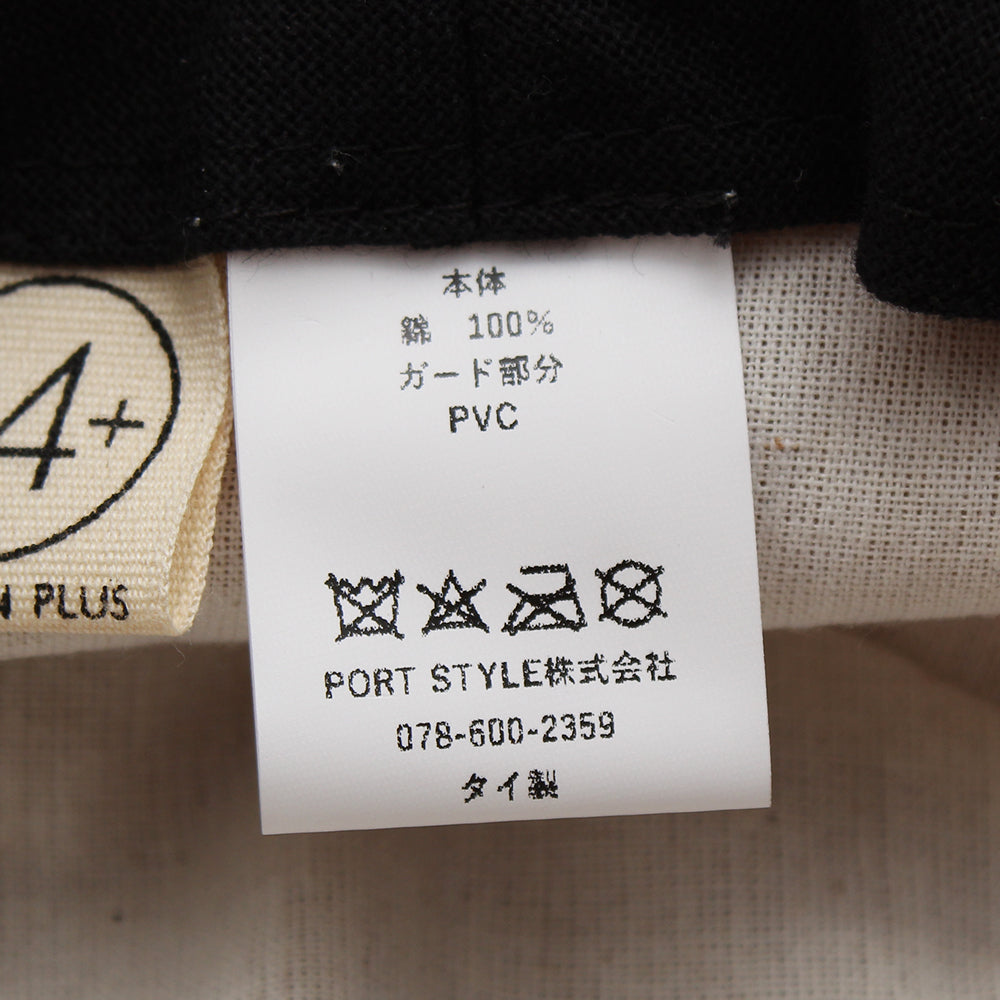 4+
PLUS
本体
綿 100%
ガード部分
PVC
PORT STYLE株式会社
078-600-2359
タイ製